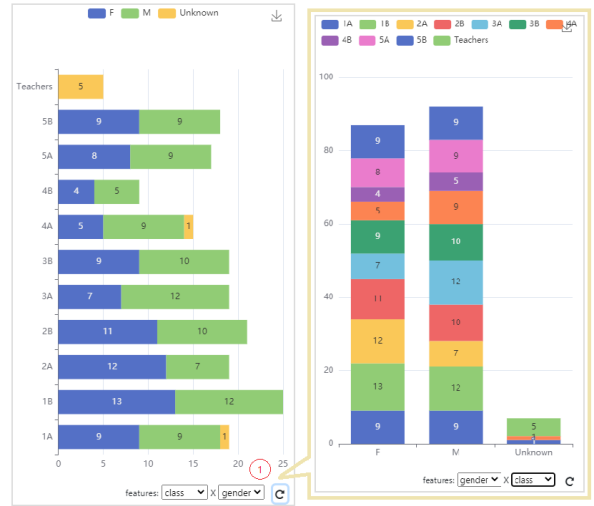 F M Unknown
Teachers 5
5B 9 9
5A 8 9
4B 4 5
4A 5 9 1
3B 9 10
3A 7 12
2B 11 10
2A 12 7
1B 13 12
1A 9 9 1
0 5 10 15 20 25
1
features: class X gender
1A 1B 2A 2B 3A 3B 4A
4B 5A 5B Teachers
100
80
60
40
20
0
9
8
4
5
9
7
11
12
13
9
9
9
5
9
10
12
10
7
12
9
5
1
1
F M Unknown
features: gender X class